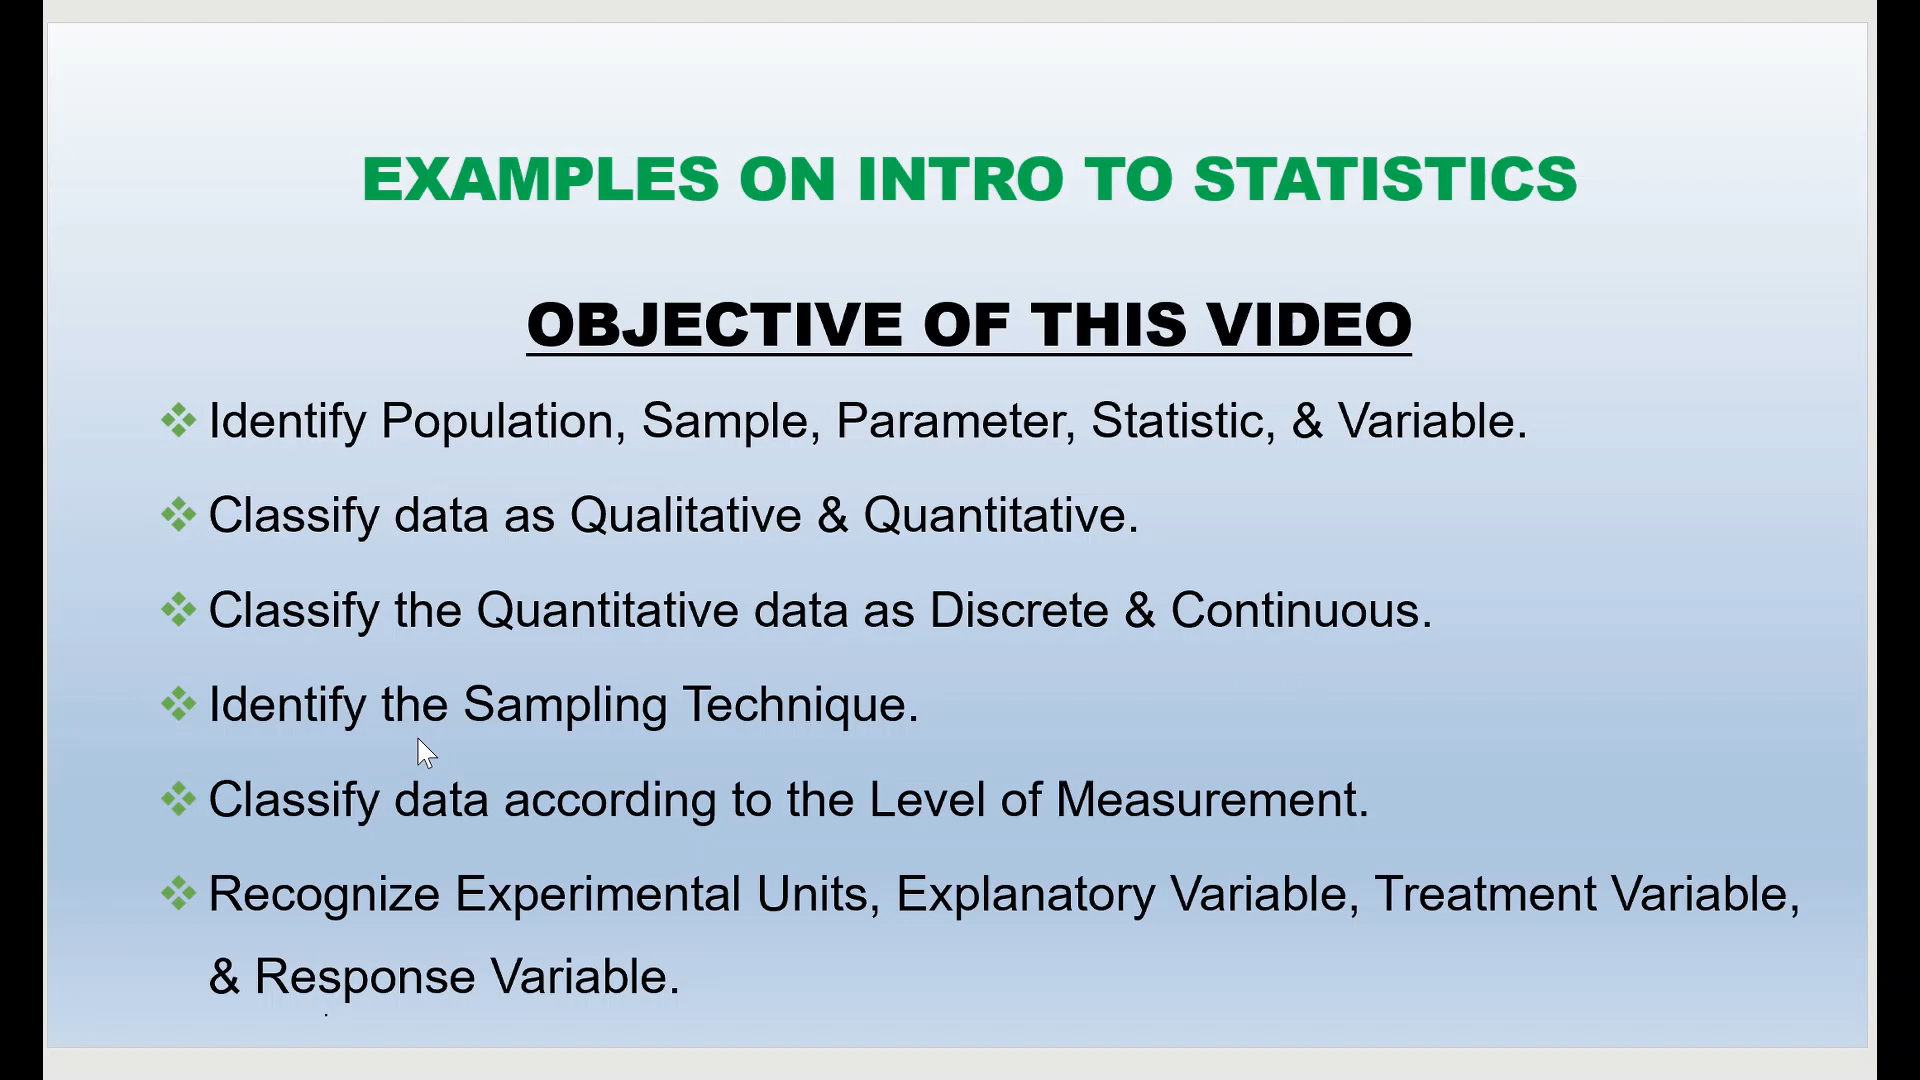 EXAMPLES ON INTRO TO STATISTICS
OBJECTIVE OF THIS VIDEO
Identify Population, Sample, Parameter, Statistic, & Variable.
Classify data as Qualitative & Quantitative.
Classify the Quantitative data as Discrete & Continuous.
Identify the Sampling Technique.
Classify data according to the Level of Measurement.
Recognize Experimental Units, Explanatory Variable, Treatment Variable,
& Response Variable.